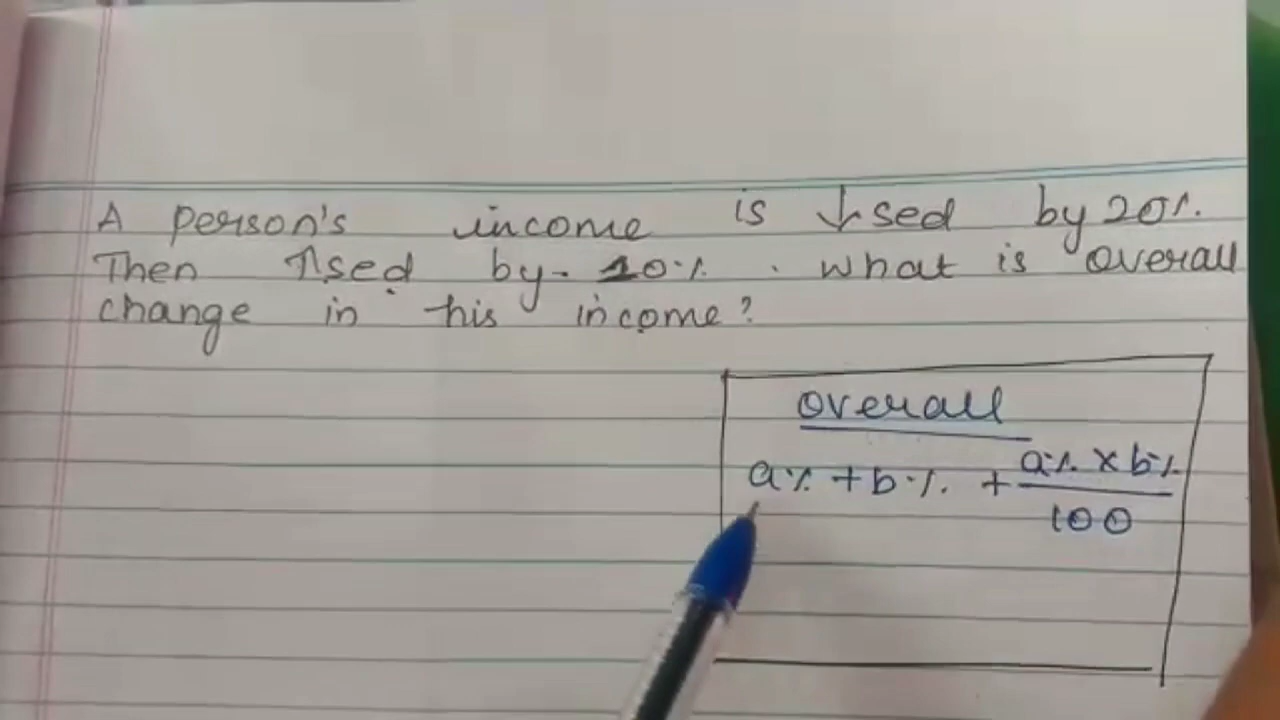 A person's income is ↓sed by 20%.
Then ↑sed by 10%. What is overall
change in his income?
overall
a% + b% + a% × b%
100